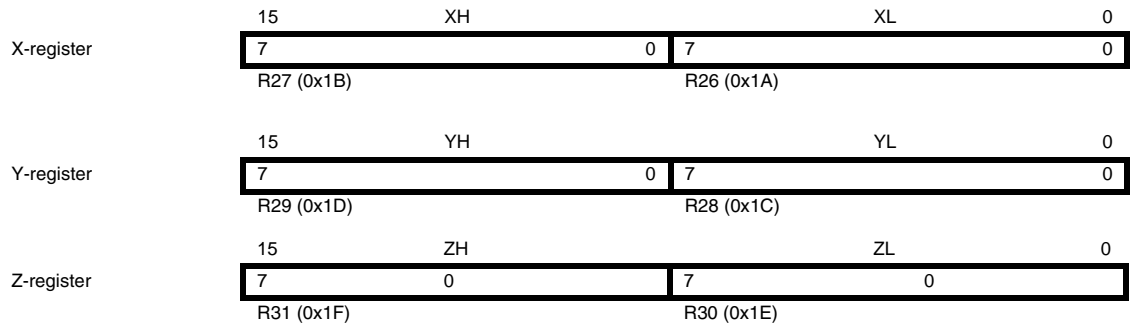 15 XH XL 0
X-register 7 0 7 0
R27 (0x1B) R26 (0x1A)
15 YH YL 0
Y-register 7 0 7 0
R29 (0x1D) R28 (0x1C)
15 ZH ZL 0
Z-register 7 0 7 0
R31 (0x1F) R30 (0x1E)